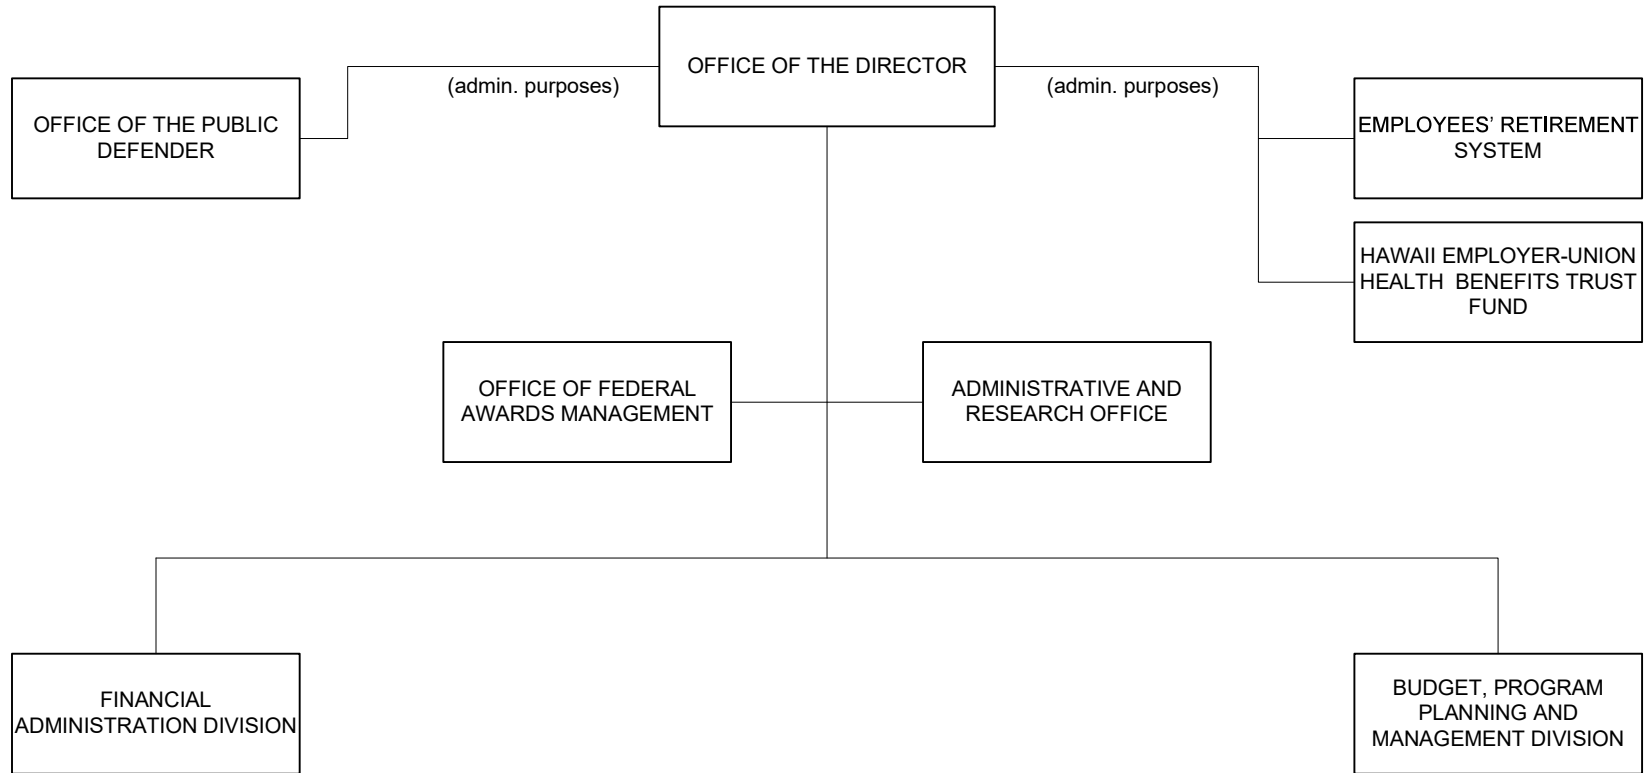 OFFICE OF THE DIRECTOR
(admin. purposes)
(admin. purposes)
OFFICE OF THE PUBLIC
DEFENDER
EMPLOYEES’ RETIREMENT
SYSTEM
HAWAII EMPLOYER-UNION
HEALTH  BENEFITS TRUST
FUND
OFFICE OF FEDERAL
AWARDS MANAGEMENT
ADMINISTRATIVE AND
RESEARCH OFFICE
FINANCIAL
ADMINISTRATION DIVISION
BUDGET, PROGRAM
PLANNING AND
MANAGEMENT DIVISION